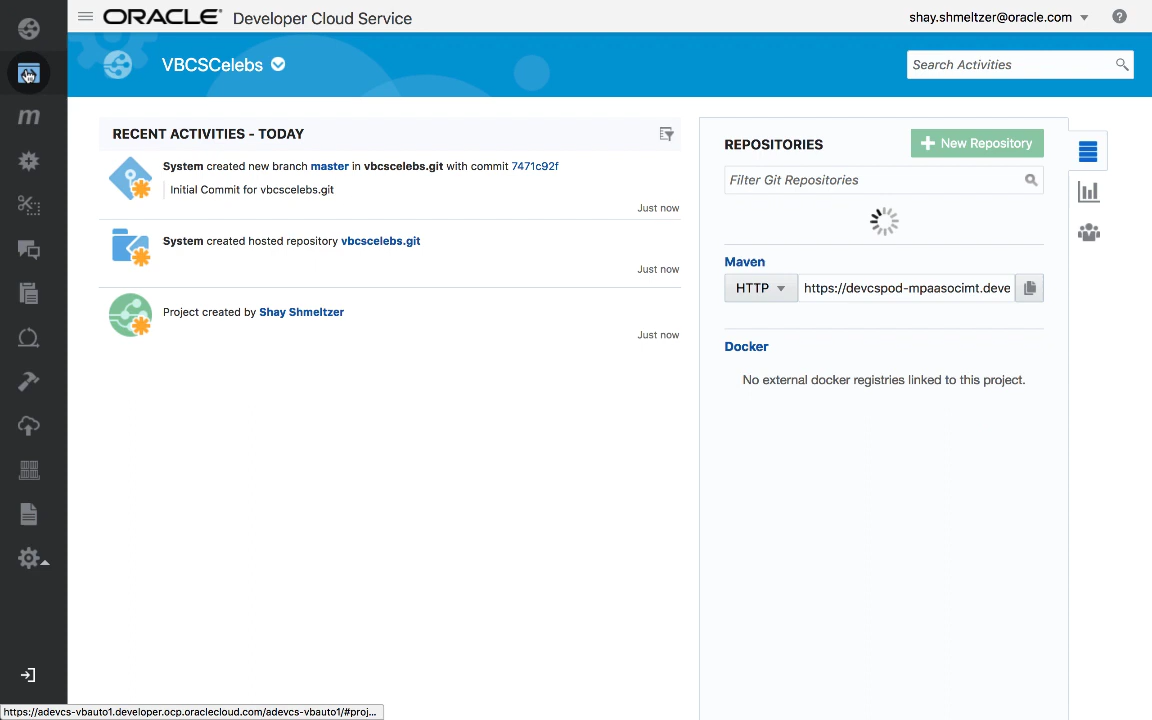 ORACLE® Developer Cloud Service
shay.shmeltzer@oracle.com
VBCSCelebs
Search Activities
RECENT ACTIVITIES - TODAY
System created new branch master in vbcscelebs.git with commit 7471c92f
Initial Commit for vbcscelebs.git
Just now
System created hosted repository vbcscelebs.git
Just now
Project created by Shay Shmeltzer
Just now
REPOSITORIES
New Repository
Filter Git Repositories
Maven
HTTP
https://devcspod-mpaasocimt.deve
Docker
No external docker registries linked to this project.
https://adevcs-vbauto1.developer.ocp.oraclecloud.com/adevcs-vbauto1/#proj...